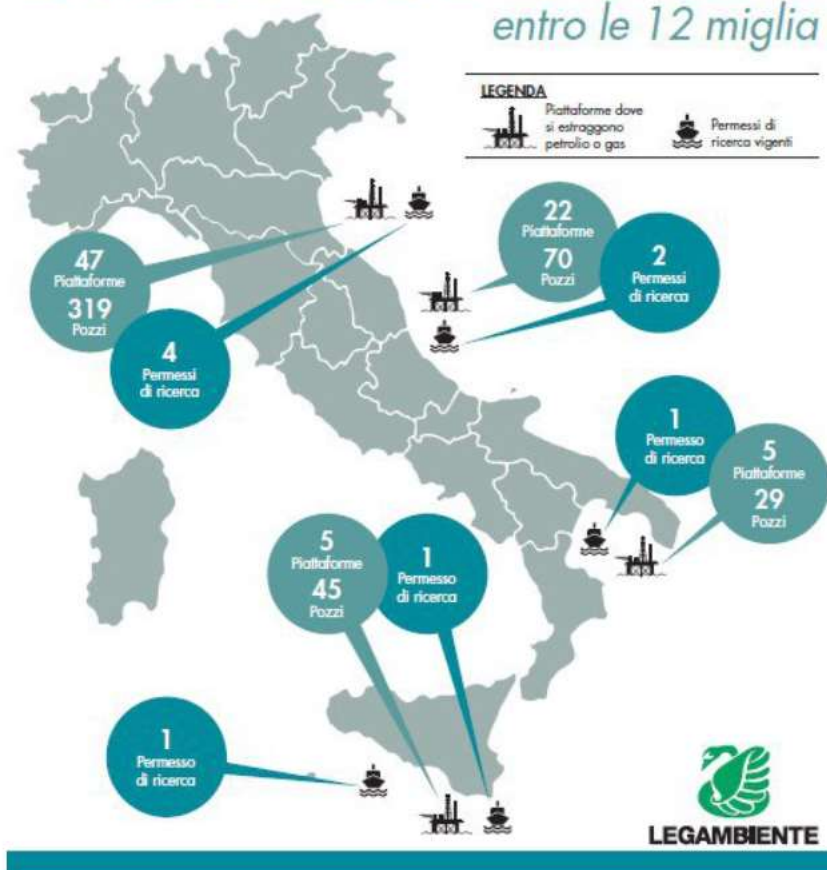 entro le 12 miglia
LEGENDA
Piattaforme dove
si estraggono
petrolio o gas
Permessi di
ricerca vigenti
47
Piattaforme
319
Pozzi
4
Permessi
di ricerca
22
Piattaforme
70
Pozzi
2
Permessi
di ricerca
1
Permesso
di ricerca
5
Piattaforme
29
Pozzi
5
Piattaforme
45
Pozzi
1
Permesso
di ricerca
1
Permesso
di ricerca
LEGAMBIENTE